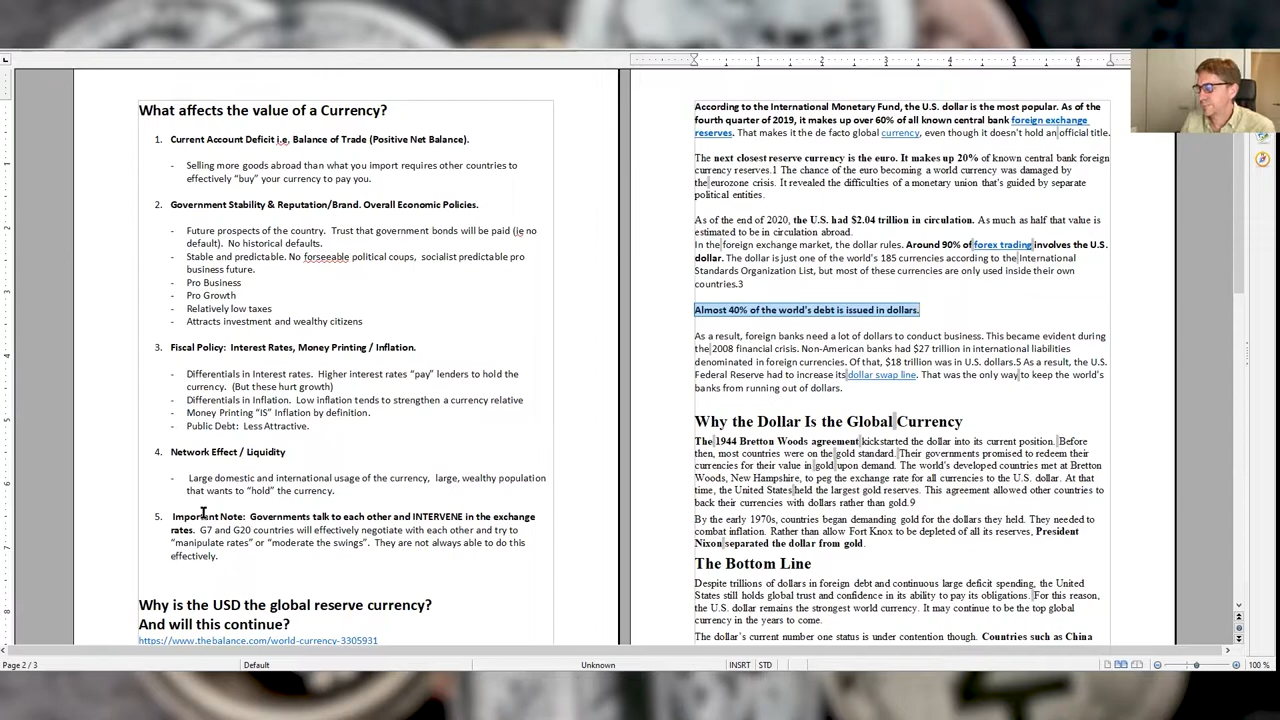 What affects the value of a Currency?
1. Current Account Deficit i.e, Balance of Trade (Positive Net Balance).
- Selling more goods abroad than what you import requires other countries to
effectively “buy” your currency to pay you.
2. Government Stability & Reputation/Brand. Overall Economic Policies.
- Future prospects of the country. Trust that government bonds will be paid (ie no
default). No historical defaults.
- Stable and predictable. No forseeable political coups, socialist predictable pro
business future.
- Pro Business
- Pro Growth
- Relatively low taxes
- Attracts investment and wealthy citizens
3. Fiscal Policy: Interest Rates, Money Printing / Inflation.
- Differentials in Interest rates. Higher interest rates “pay” lenders to hold the
currency. (But these hurt growth)
- Differentials in Inflation. Low inflation tends to strengthen a currency relative
- Money Printing “IS” Inflation by definition.
- Public Debt: Less Attractive.
4. Network Effect / Liquidity
- Large domestic and international usage of the currency, large, wealthy population
that wants to “hold” the currency.
5. Important Note: Governments talk to each other and INTERVENE in the exchange
rates. G7 and G20 countries will effectively negotiate with each other and try to
“manipulate rates” or “moderate the swings”. They are not always able to do this
effectively.
Why is the USD the global reserve currency?
And will this continue?
https://www.thebalance.com/world-currency-3305931
1 2 3 4 5 6
According to the International Monetary Fund, the U.S. dollar is the most popular. As of the
fourth quarter of 2019, it makes up over 60% of all known central bank foreign exchange
reserves. That makes it the de facto global currency, even though it doesn't hold an official title.
The next closest reserve currency is the euro. It makes up 20% of known central bank foreign
currency reserves.1 The chance of the euro becoming a world currency was damaged by
the eurozone crisis. It revealed the difficulties of a monetary union that's guided by separate
political entities.
As of the end of 2020, the U.S. had $2.04 trillion in circulation. As much as half that value is
estimated to be in circulation abroad.
In the foreign exchange market, the dollar rules. Around 90% of forex trading involves the U.S.
dollar. The dollar is just one of the world's 185 currencies according to the International
Standards Organization List, but most of these currencies are only used inside their own
countries.3
Almost 40% of the world's debt is issued in dollars.
As a result, foreign banks need a lot of dollars to conduct business. This became evident during
the 2008 financial crisis. Non-American banks had $27 trillion in international liabilities
denominated in foreign currencies. Of that, $18 trillion was in U.S. dollars.5 As a result, the U.S.
Federal Reserve had to increase its dollar swap line. That was the only way to keep the world's
banks from running out of dollars.
Why the Dollar Is the Global Currency
The 1944 Bretton Woods agreement kickstarted the dollar into its current position. Before
then, most countries were on the gold standard. Their governments promised to redeem their
currencies for their value in gold upon demand. The world's developed countries met at Bretton
Woods, New Hampshire, to peg the exchange rate for all currencies to the U.S. dollar. At that
time, the United States held the largest gold reserves. This agreement allowed other countries to
back their currencies with dollars rather than gold.9
By the early 1970s, countries began demanding gold for the dollars they held. They needed to
combat inflation. Rather than allow Fort Knox to be depleted of all its reserves, President
Nixon separated the dollar from gold.
The Bottom Line
Despite trillions of dollars in foreign debt and continuous large deficit spending, the United
States still holds global trust and confidence in its ability to pay its obligations. For this reason,
the U.S. dollar remains the strongest world currency. It may continue to be the top global
currency in the years to come.
The dollar's current number one status is under contention though. Countries such as China
Page 2 / 3 Default Unknown INSRT STD 100 %